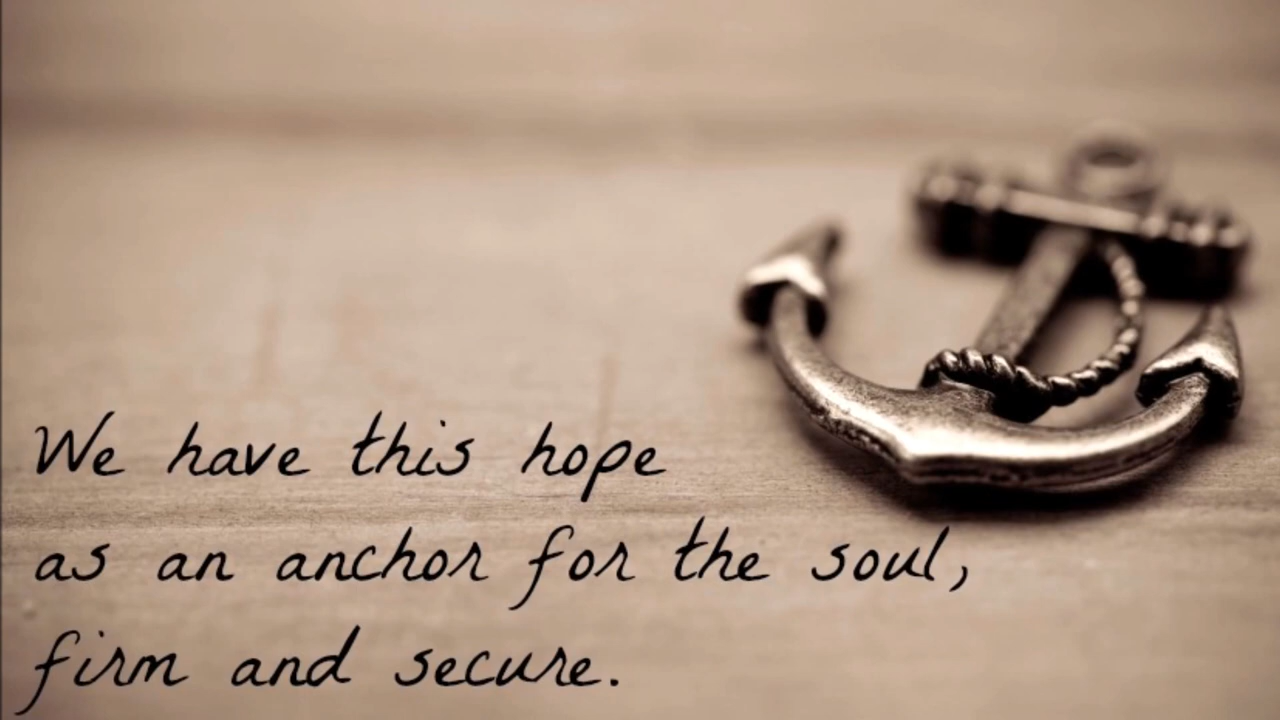 We have this hope
as an anchor for the soul,
firm and secure.